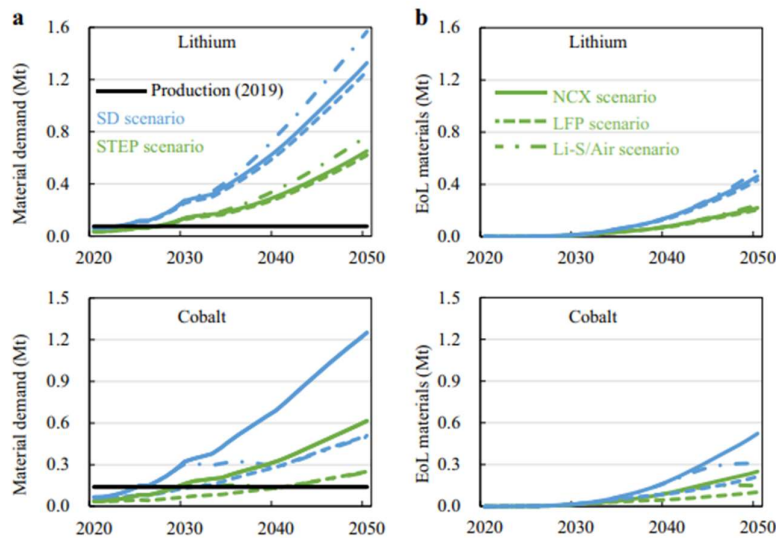 a
b
Lithium
Lithium
Material demand (Mt)
1.6
1.2
0.8
0.4
0.0
Production (2019)
SD scenario
STEP scenario
2020 2030 2040 2050
EoL materials (Mt)
1.6
1.2
0.8
0.4
0.0
NCX scenario
LFP scenario
Li-S/Air scenario
2020 2030 2040 2050
Cobalt
Material demand (Mt)
1.5
1.2
0.9
0.6
0.3
0.0
2020 2030 2040 2050
Cobalt
EoL materials (Mt)
1.5
1.2
0.9
0.6
0.3
0.0
2020 2030 2040 2050